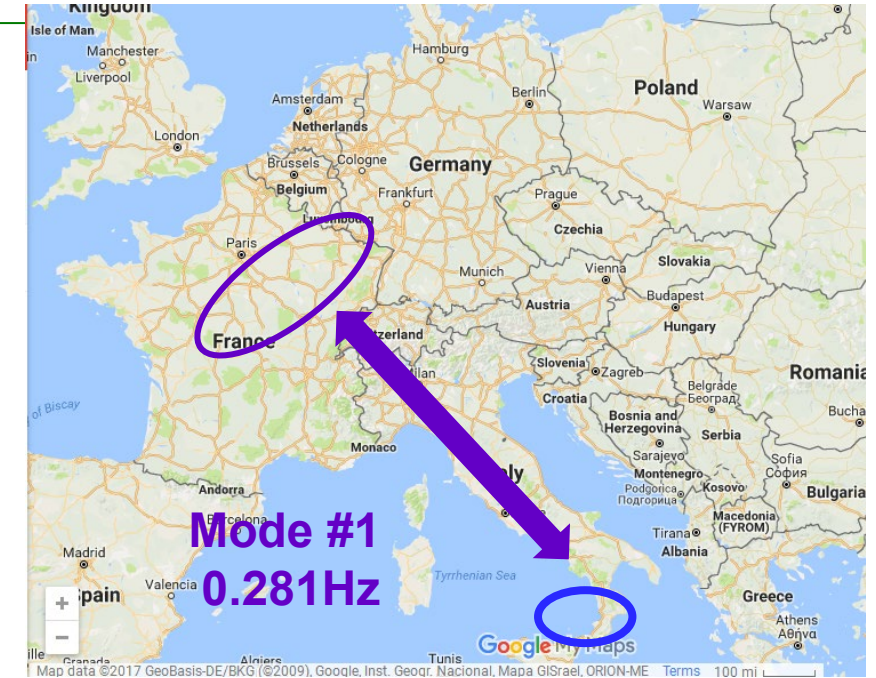 Kingdom
Isle of Man
Manchester
Liverpool
London
Hamburg
Amsterdam
Netherlands
Berlin
Poland
Warsaw
Brussels
Cologne
Belgium
Germany
Frankfurt
Prague
Luxembourg
Czechia
Paris
Munich
Vienna
Slovakia
Austria
Budapest
Hungary
France
Slovenia
Zagreb
Romania
Croatia
Belgrade
Београд
of Biscay
Bosnia and
Herzegovina
Serbia
Bucha
Monaco
Sarajevo
Sofia
София
Montenegro
Kosovo
Podgorica
Подгорица
Bulgaria
Andorra
Macedonia
(FYROM)
Tirana
Albania
Mode #1
0.281Hz
Madrid
Valencia
Tyrrhenian Sea
Greece
Athens
Αθήνα
+
−
Google My Maps
Granada
Algiers
Tunis
Map data ©2017 GeoBasis-DE/BKG (©2009), Google, Inst. Geogr. Nacional, Mapa GISrael, ORION-ME Terms 100 mi